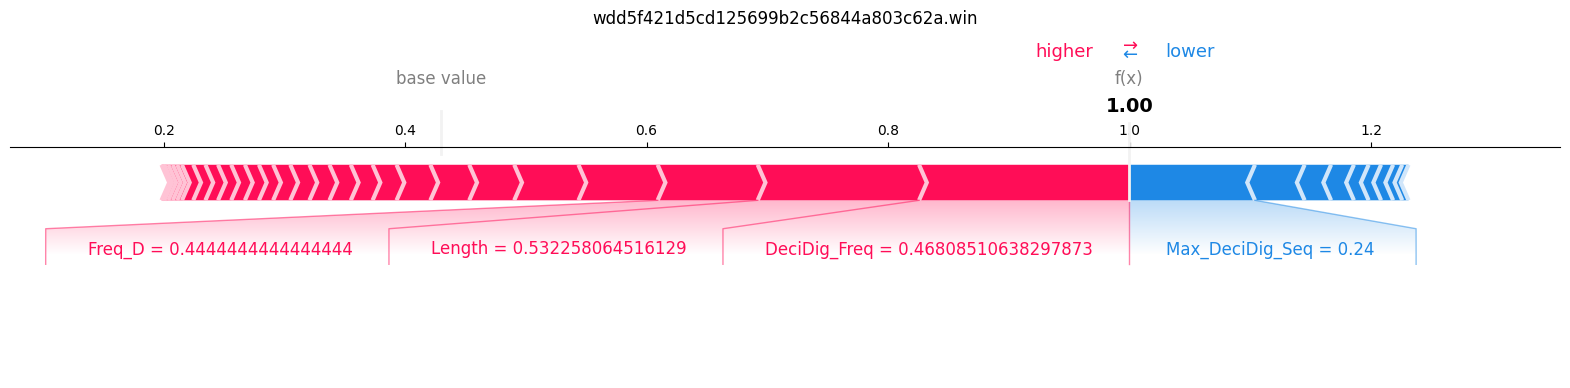 wdd5f421d5cd125699b2c56844a803c62a.win
higher ⇄ lower
base value f(x)
1.00
0.2 0.4 0.6 0.8 1.0 1.2
Freq_D = 0.4444444444444444 Length = 0.532258064516129 DeciDig_Freq = 0.46808510638297873 Max_DeciDig_Seq = 0.24